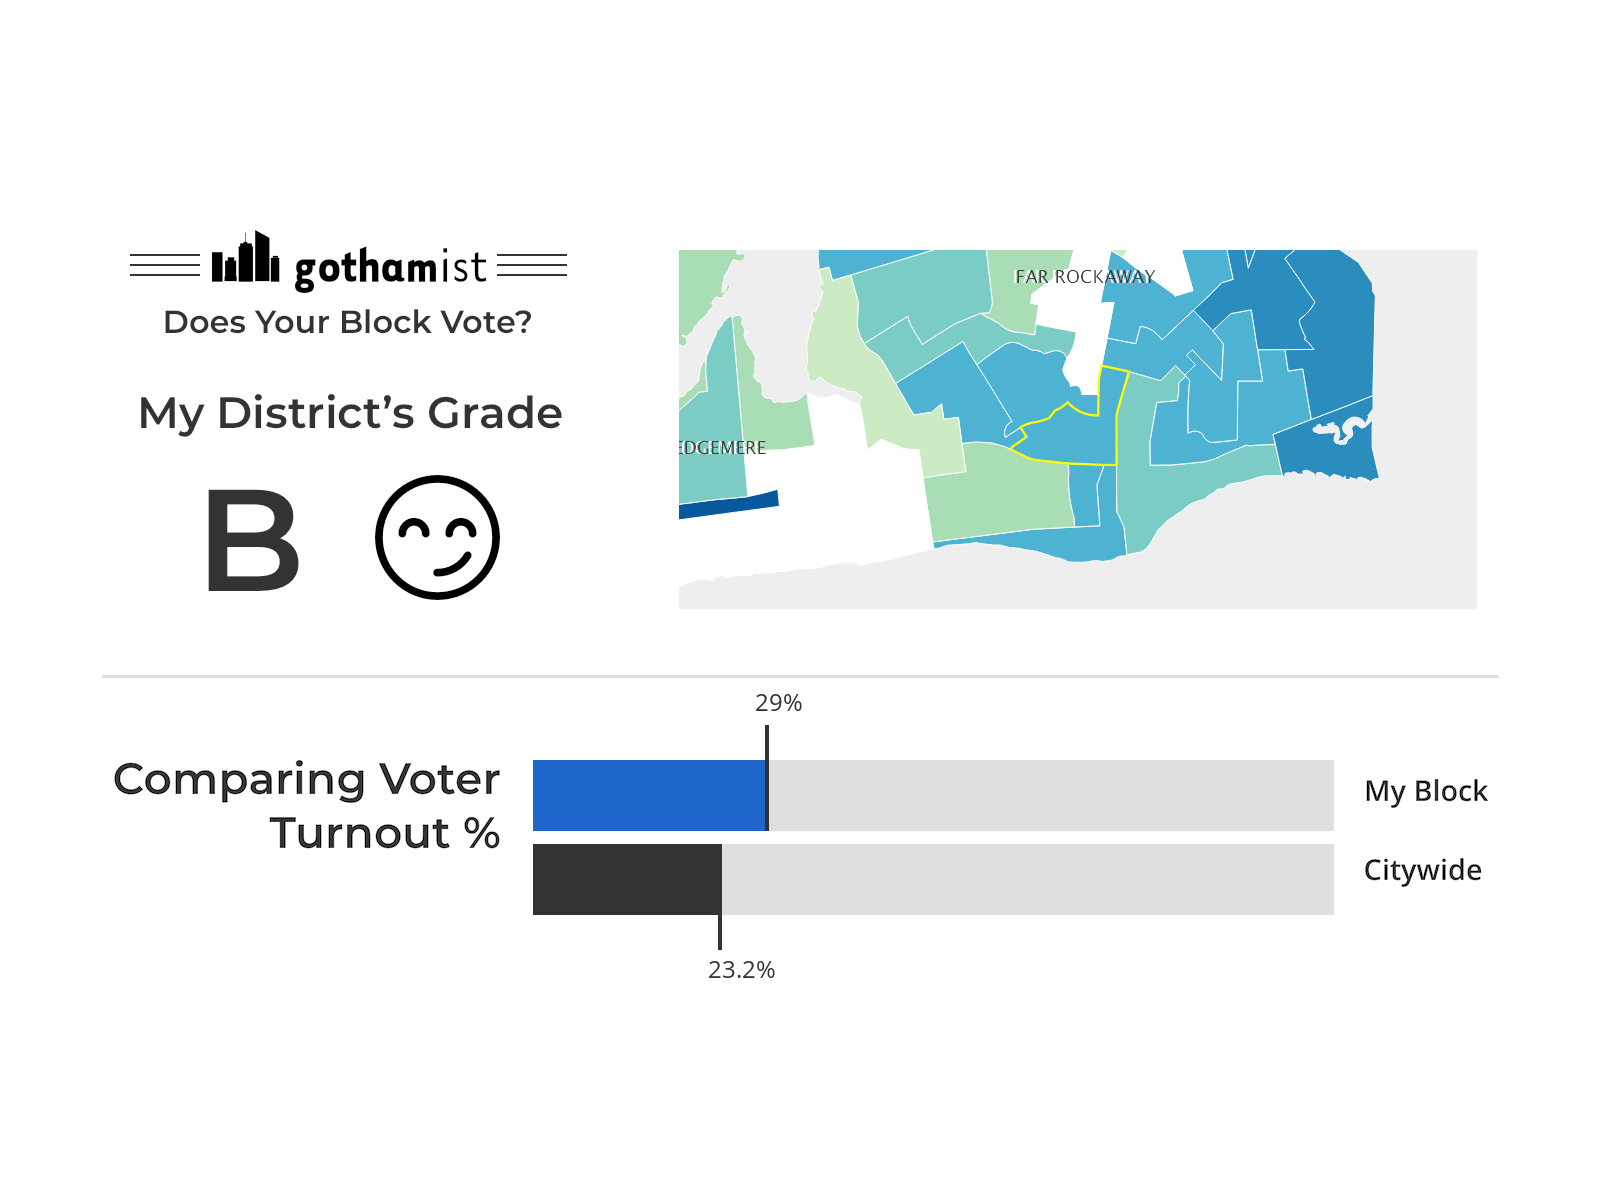 gothamist
Does Your Block Vote?
My District’s Grade
B
FAR ROCKAWAY
EDGEMERE
Comparing Voter
Turnout %
29%
My Block
Citywide
23.2%